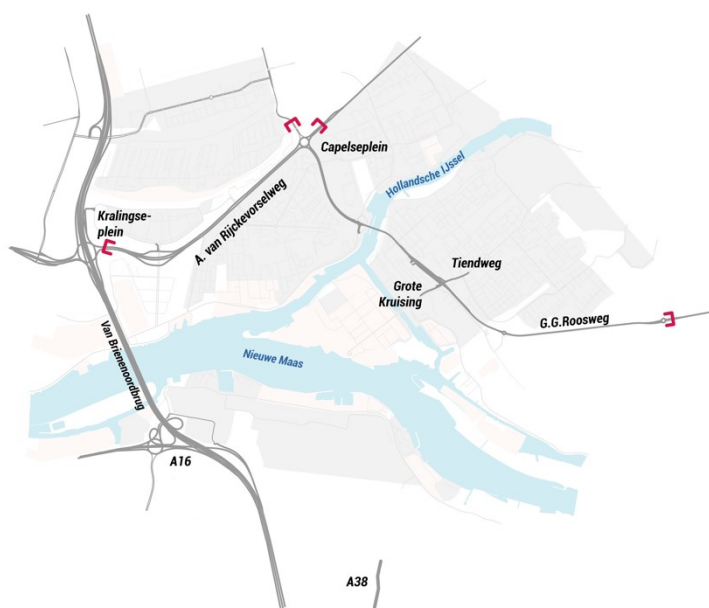 Capelseplein
Hollandsche IJssel
Kralingse-
plein
A. van Rijckevorselweg
Tiendweg
Grote
Kruising
G.G.Roosweg
Van Brienenoordbrug
Nieuwe Maas
A16
A38